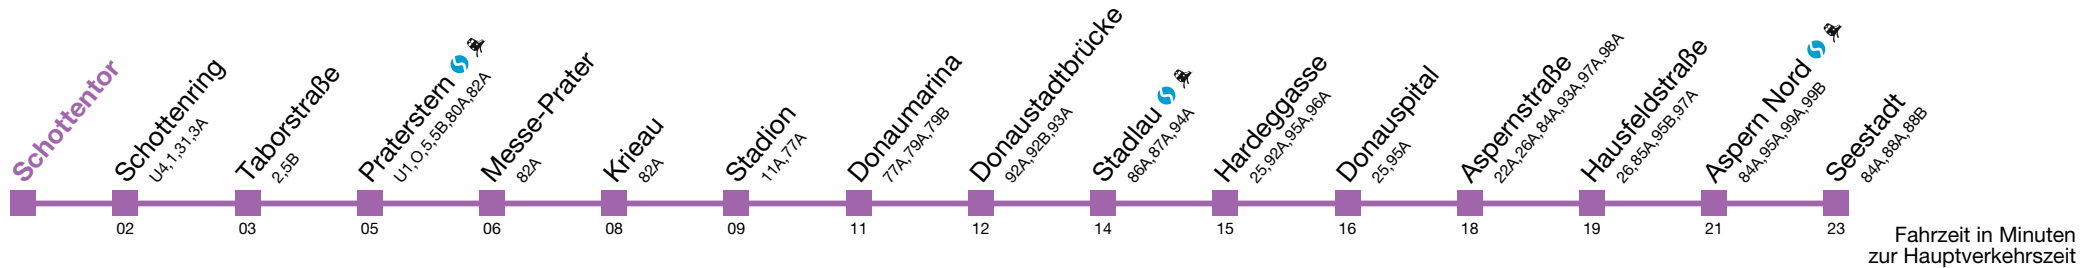 Schottentor
Schottenring
U4,1,31,3A
Taborstraße
2,5B
Praterstern
U1,O,5,5B,80A,82A
Messe-Prater
82A
Krieau
82A
Stadion
11A,77A
Donaumarina
77A,79A,79B
Donaustadtbrücke
92A,92B,93A
Stadlau
86A,87A,94A
Hardeggasse
25,92A,95A,96A
Donauspital
25,95A
Aspernstraße
22A,26A,84A,93A,97A,98A
Hausfeldstraße
26,85A,95B,97A
Aspern Nord
84A,95A,99A,99B
Seestadt
84A,88A,88B
02 03 05 06 08 09 11 12 14 15 16 18 19 21 23
Fahrzeit in Minuten
zur Hauptverkehrszeit